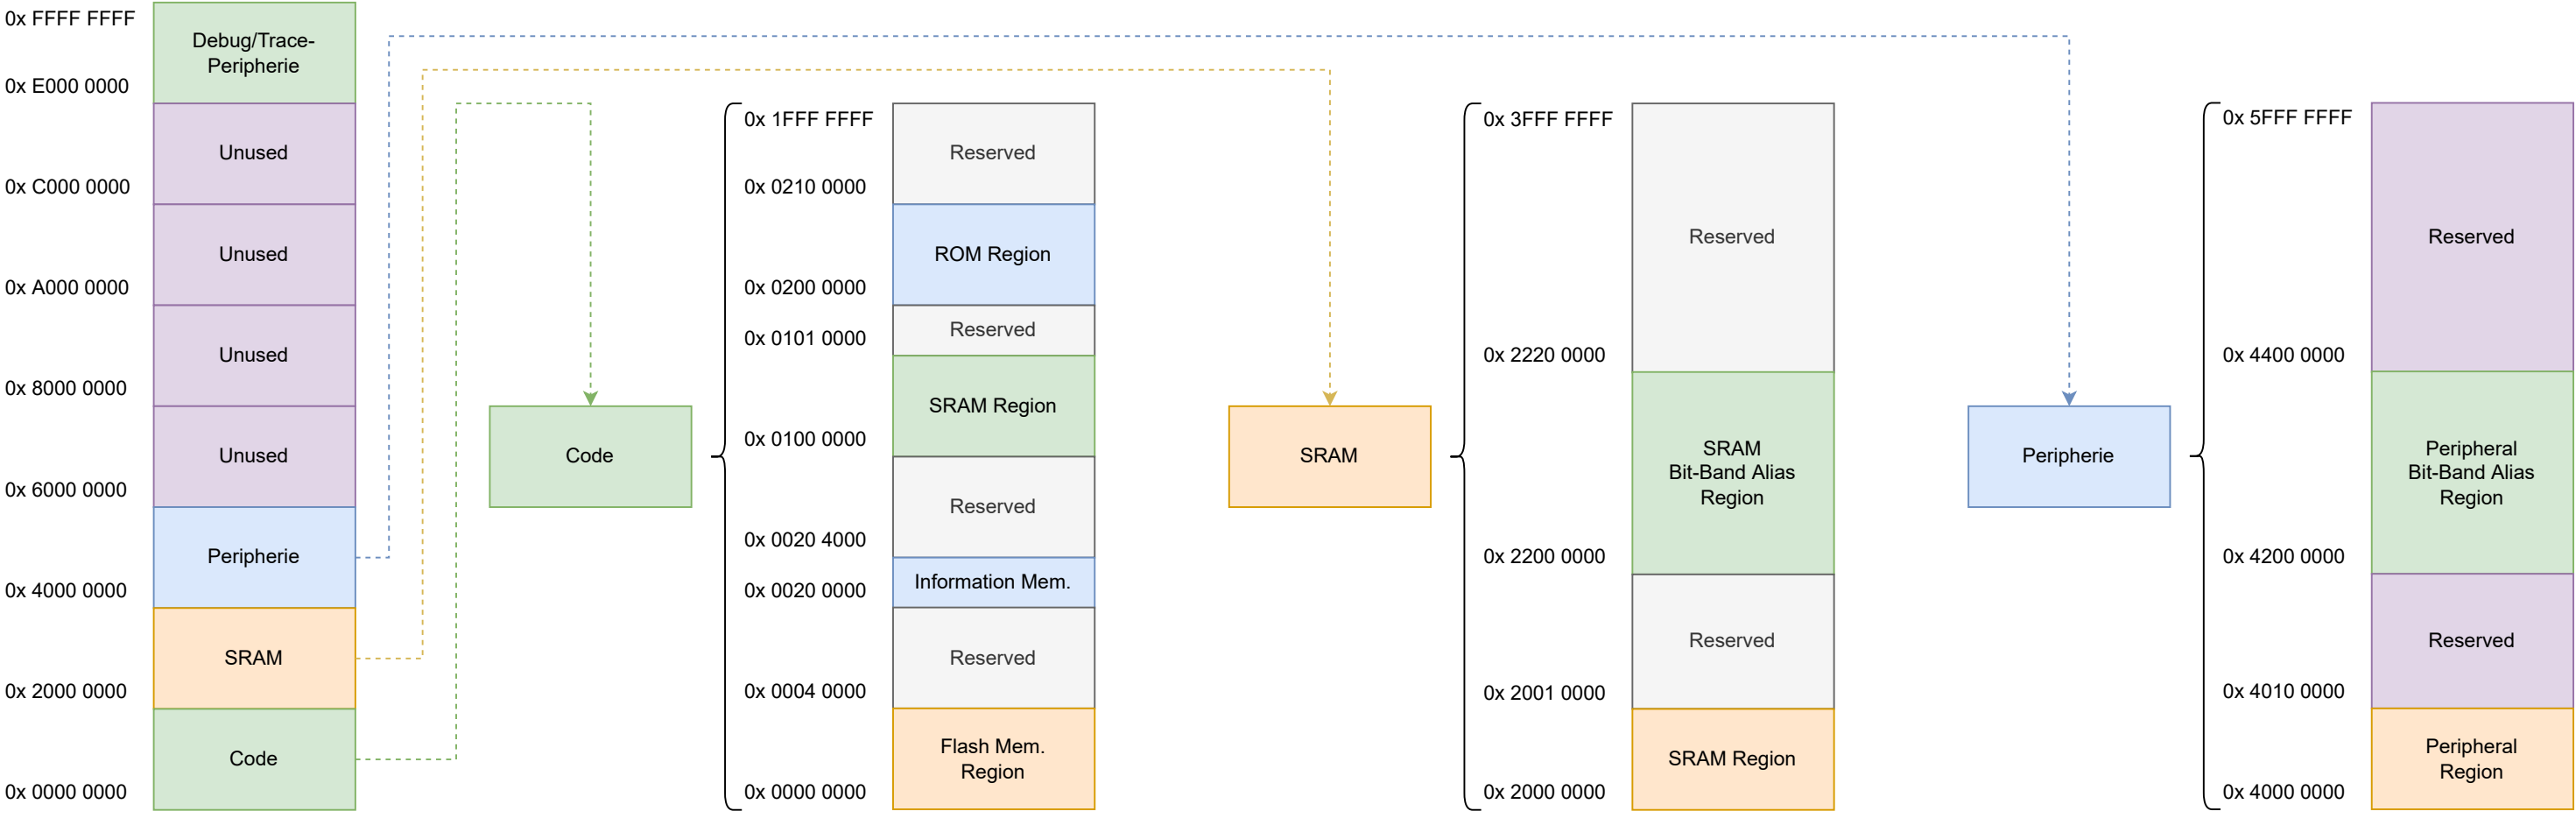 0x FFFF FFFF
Debug/Trace-
Peripherie
0x E000 0000
Unused
0x C000 0000
Unused
0x A000 0000
Unused
0x 8000 0000
Unused
0x 6000 0000
Peripherie
0x 4000 0000
SRAM
0x 2000 0000
Code
0x 0000 0000
Code
0x 1FFF FFFF
Reserved
0x 0210 0000
ROM Region
0x 0200 0000
Reserved
0x 0101 0000
SRAM Region
0x 0100 0000
Reserved
0x 0020 4000
Information Mem.
0x 0020 0000
Reserved
0x 0004 0000
Flash Mem.
Region
0x 0000 0000
SRAM
0x 3FFF FFFF
Reserved
0x 2220 0000
SRAM
Bit-Band Alias
Region
0x 2200 0000
Reserved
0x 2001 0000
SRAM Region
0x 2000 0000
Peripherie
0x 5FFF FFFF
Reserved
0x 4400 0000
Peripheral
Bit-Band Alias
Region
0x 4200 0000
Reserved
0x 4010 0000
Peripheral
Region
0x 4000 0000